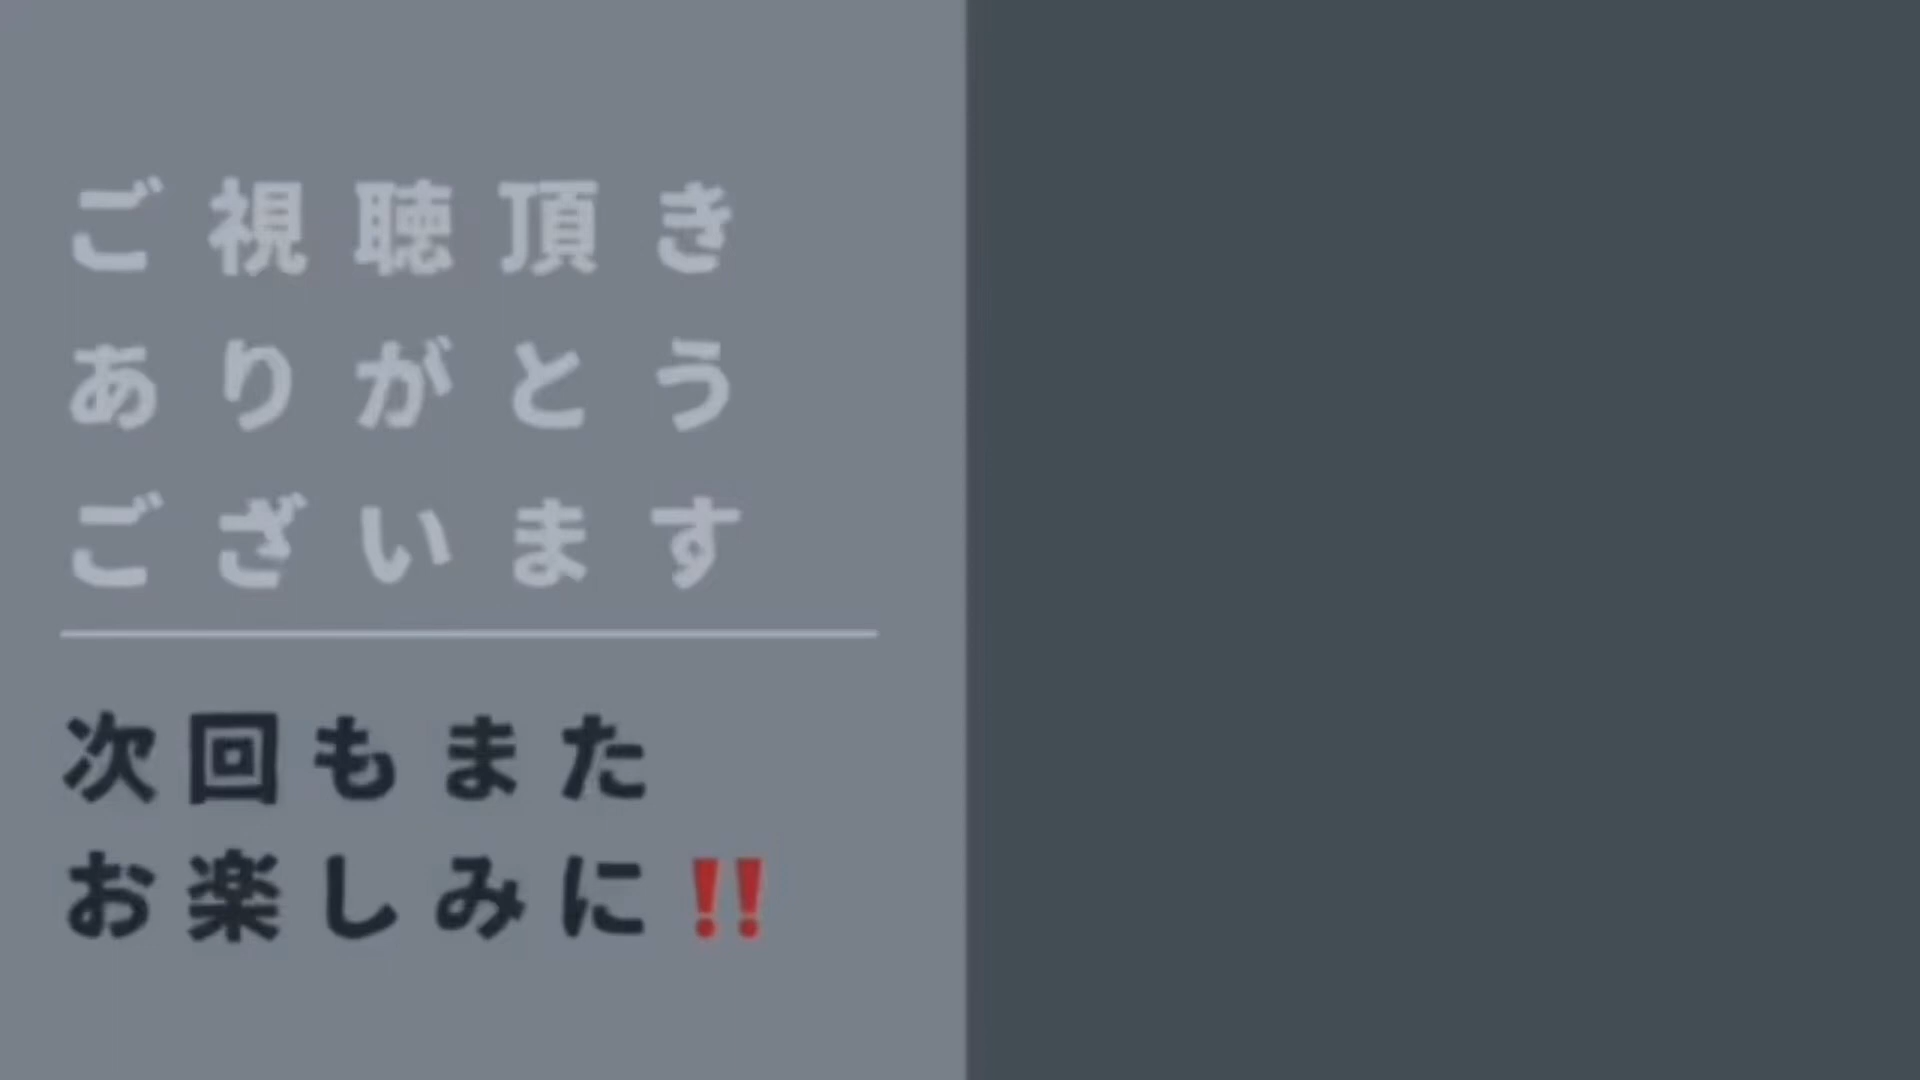 ご視聴頂き
ありがとう
ございます
次回もまた
お楽しみに‼